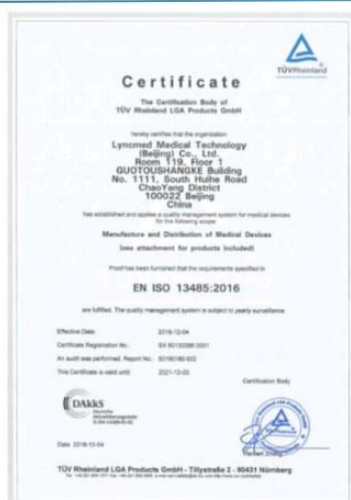 TÜVRheinland
Certificate
The Certification Body of
TÜV Rheinland LGA Products GmbH
hereby certifies that the organization
Lyncmed Medical Technology
(Beijing) Co., Ltd.
Room 119, Floor 1
GUOTOUSHANGKE Building
No. 1111, South Huihe Road
ChaoYang District
100022 Beijing
China
has established and applies a quality management system for medical devices
for the following scope:
Manufacture and Distribution of Medical Devices
(see attachment for products included)
Proof has been furnished that the requirements specified in
EN ISO 13485:2016
are fulfilled. The quality management system is subject to yearly surveillance.
Effective Date: 2018-12-04
Certificate Registration No.:
An audit was performed. Report No.:
This Certificate is valid until: 2021-12-03
Certification Body
DAkkS
Deutsche
Akkreditierungsstelle
Date 2018-12-04
TÜV Rheinland LGA Products GmbH - Tillystraße 2 - 90431 Nürnberg